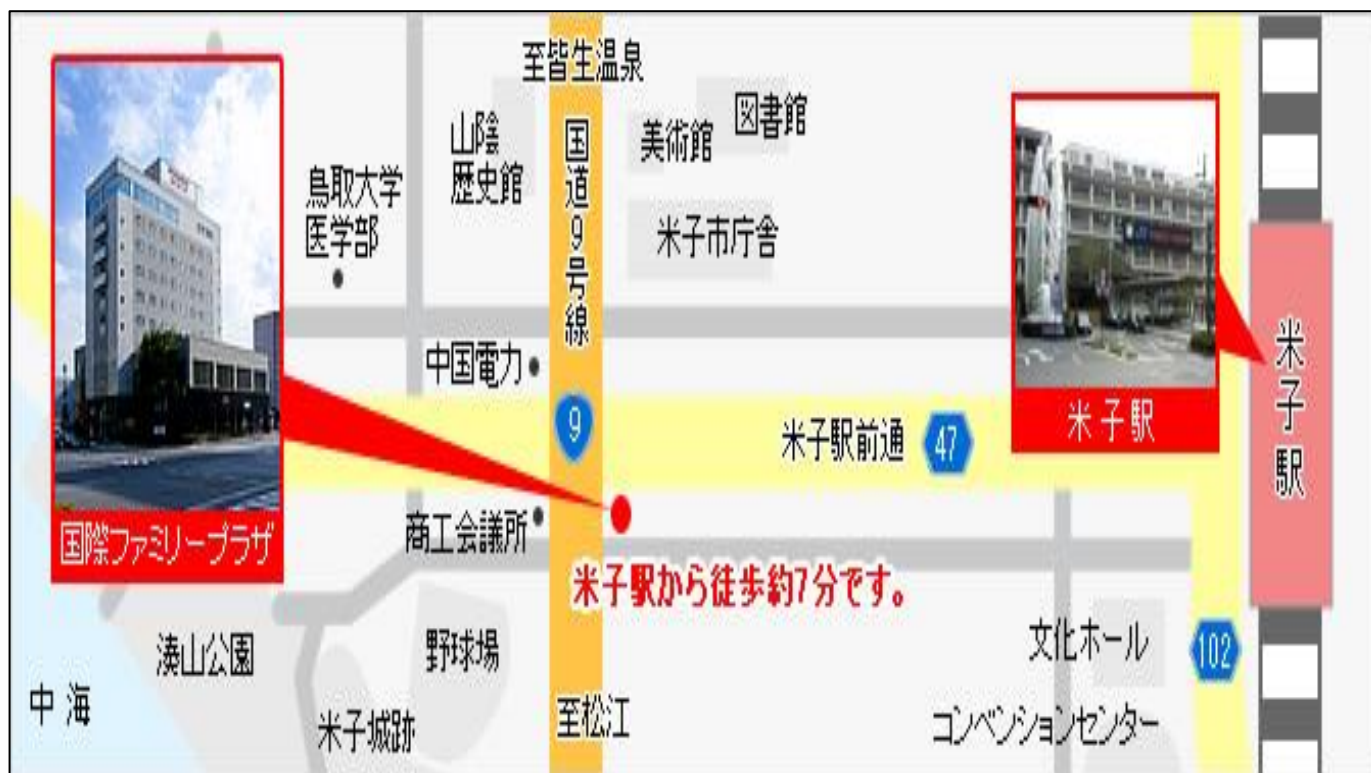 至皆生温泉
国道9号線
山陰
歴史館
美術館
図書館
鳥取大学
医学部
米子市庁舎
中国電力
9
米子駅前通
47
米子駅
米子駅
国際ファミリープラザ
商工会議所
米子駅から徒歩約7分です。
湊山公園
野球場
文化ホール
102
中海
米子城跡
至松江
コンベンションセンター